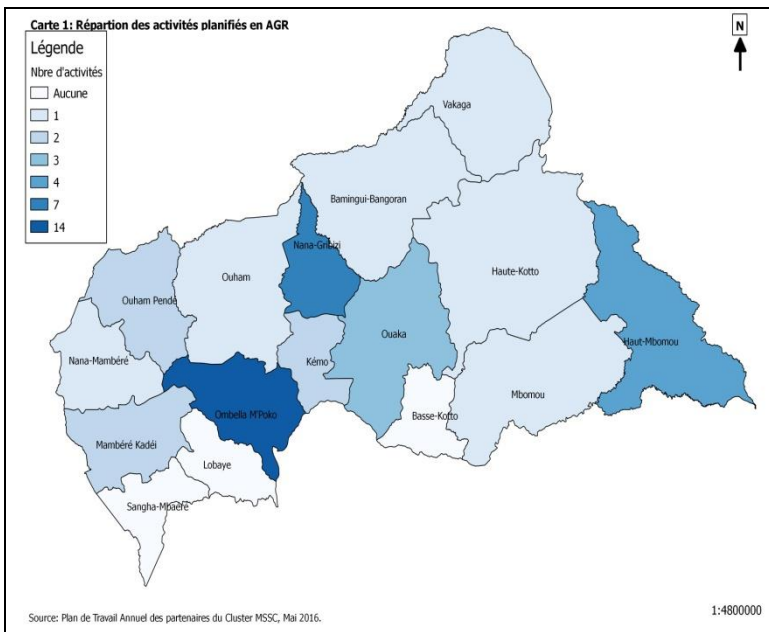 Carte 1: Répartion des activités planifiés en AGR
N
Légende
Nbre d'activités
Aucune
1
2
3
4
7
14
Vakaga
Bamingui-Bangoran
Nana-Gribizi
Ouham
Haute-Kotto
Ouham Pendé
Ouaka
Haut-Mbomou
Nana-Mambéré
Kémo
Mbomou
Ombella M'Poko
Basse-Kotto
Mambéré Kadéi
Lobaye
Sangha-Mbaéré
Source: Plan de Travail Annuel des partenaires du Cluster MSSC, Mai 2016.
1:4800000